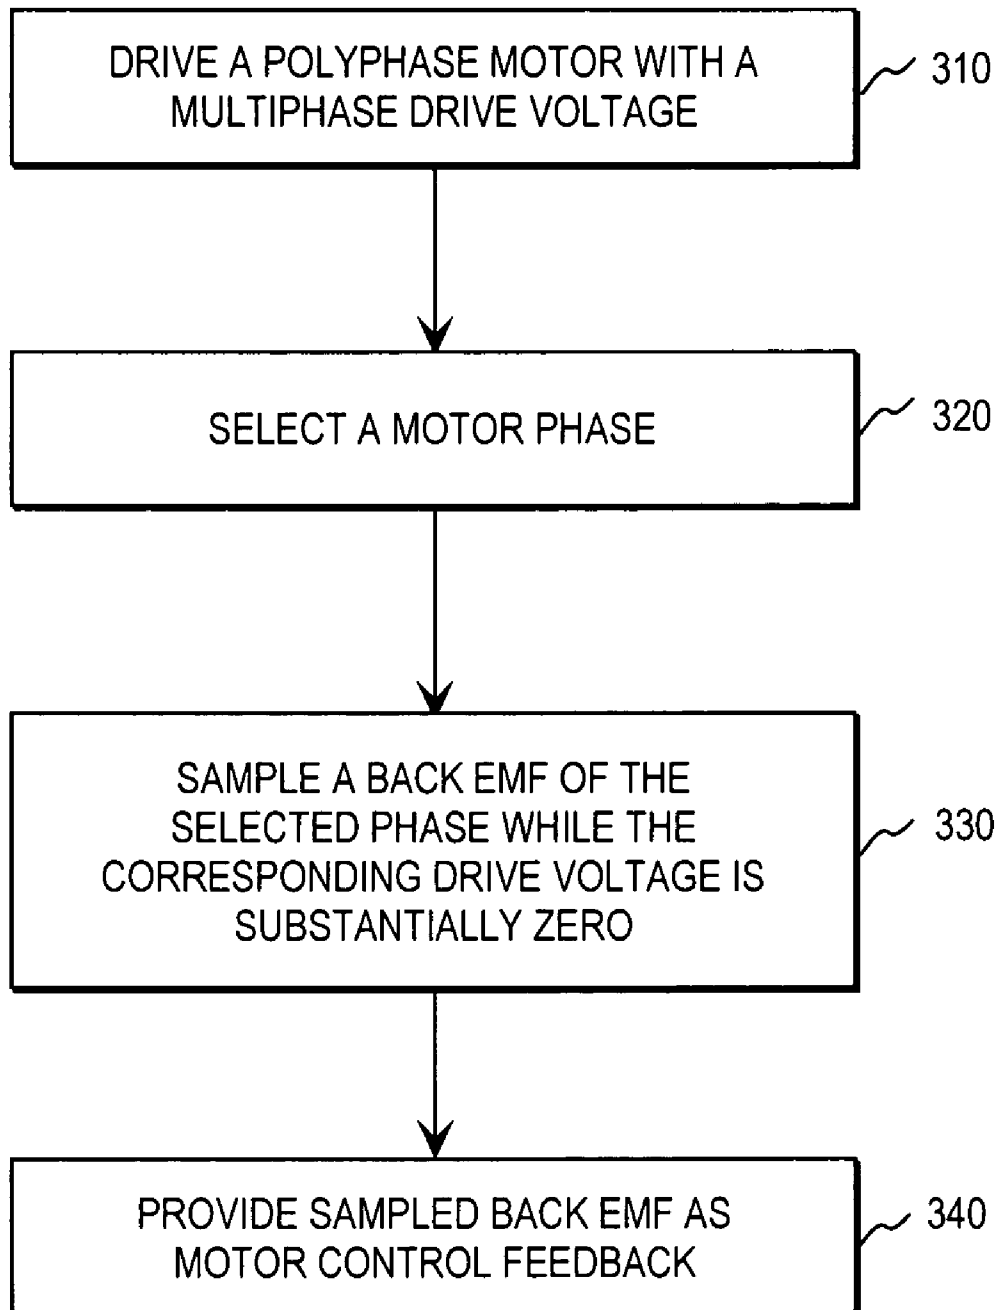 DRIVE A POLYPHASE MOTOR WITH A
MULTIPHASE DRIVE VOLTAGE
310
SELECT A MOTOR PHASE
320
SAMPLE A BACK EMF OF THE
SELECTED PHASE WHILE THE
CORRESPONDING DRIVE VOLTAGE IS
SUBSTANTIALLY ZERO
330
PROVIDE SAMPLED BACK EMF AS
MOTOR CONTROL FEEDBACK
340